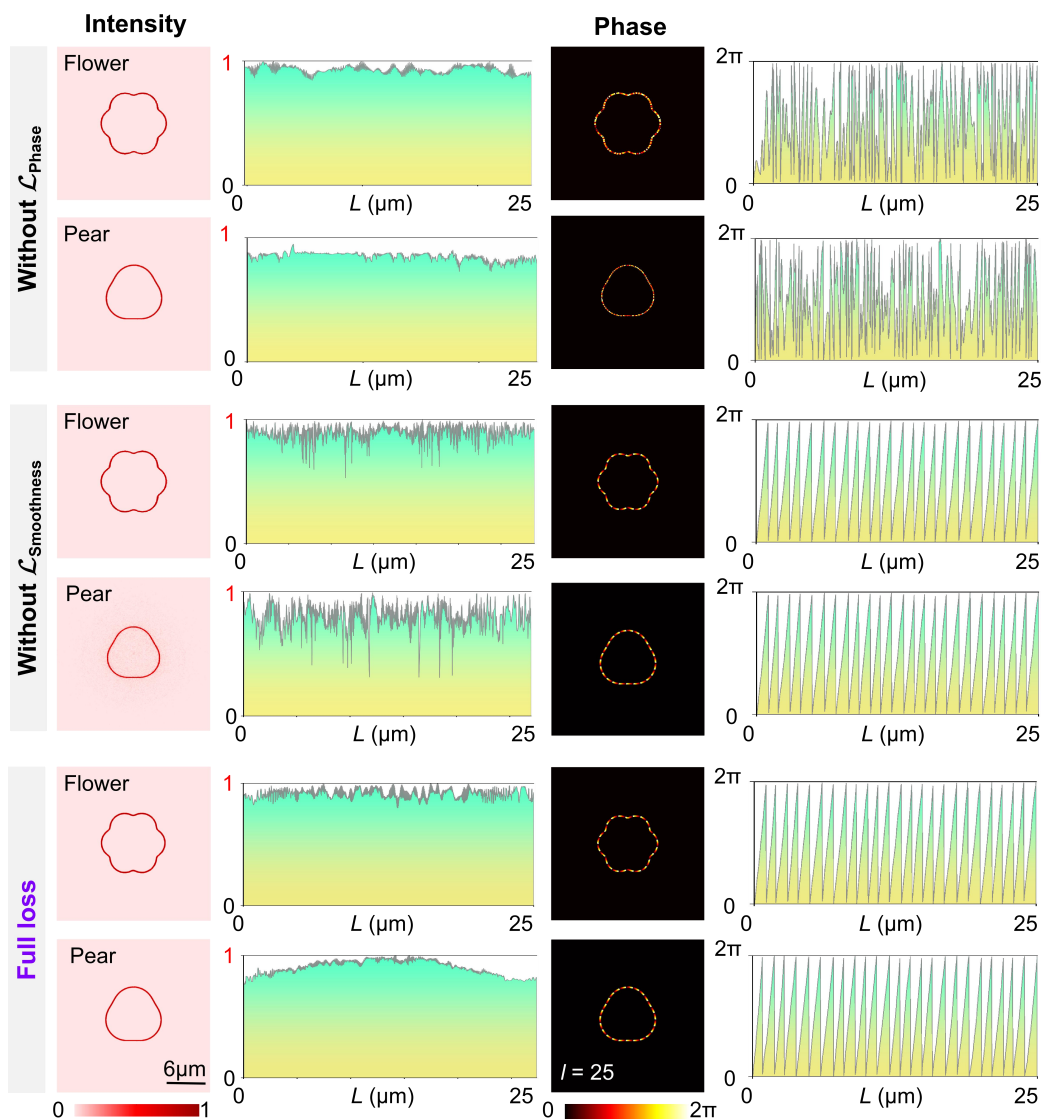 Intensity
Phase
Without ℒPhase
Flower
1
0
0
L (μm)
25
2π
0
0
L (μm)
25
Pear
1
0
0
L (μm)
25
2π
0
0
L (μm)
25
Without ℒSmoothness
Flower
1
0
0
L (μm)
25
2π
0
0
L (μm)
25
Pear
1
0
0
L (μm)
25
2π
0
0
L (μm)
25
Full loss
Flower
1
0
0
L (μm)
25
2π
0
0
L (μm)
25
Pear
6μm
1
0
0
L (μm)
25
l = 25
2π
0
0
L (μm)
25
0
1
0
2π